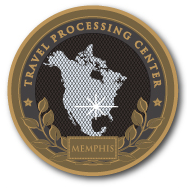 TRAVEL PROCESSING CENTER
MEMPHIS